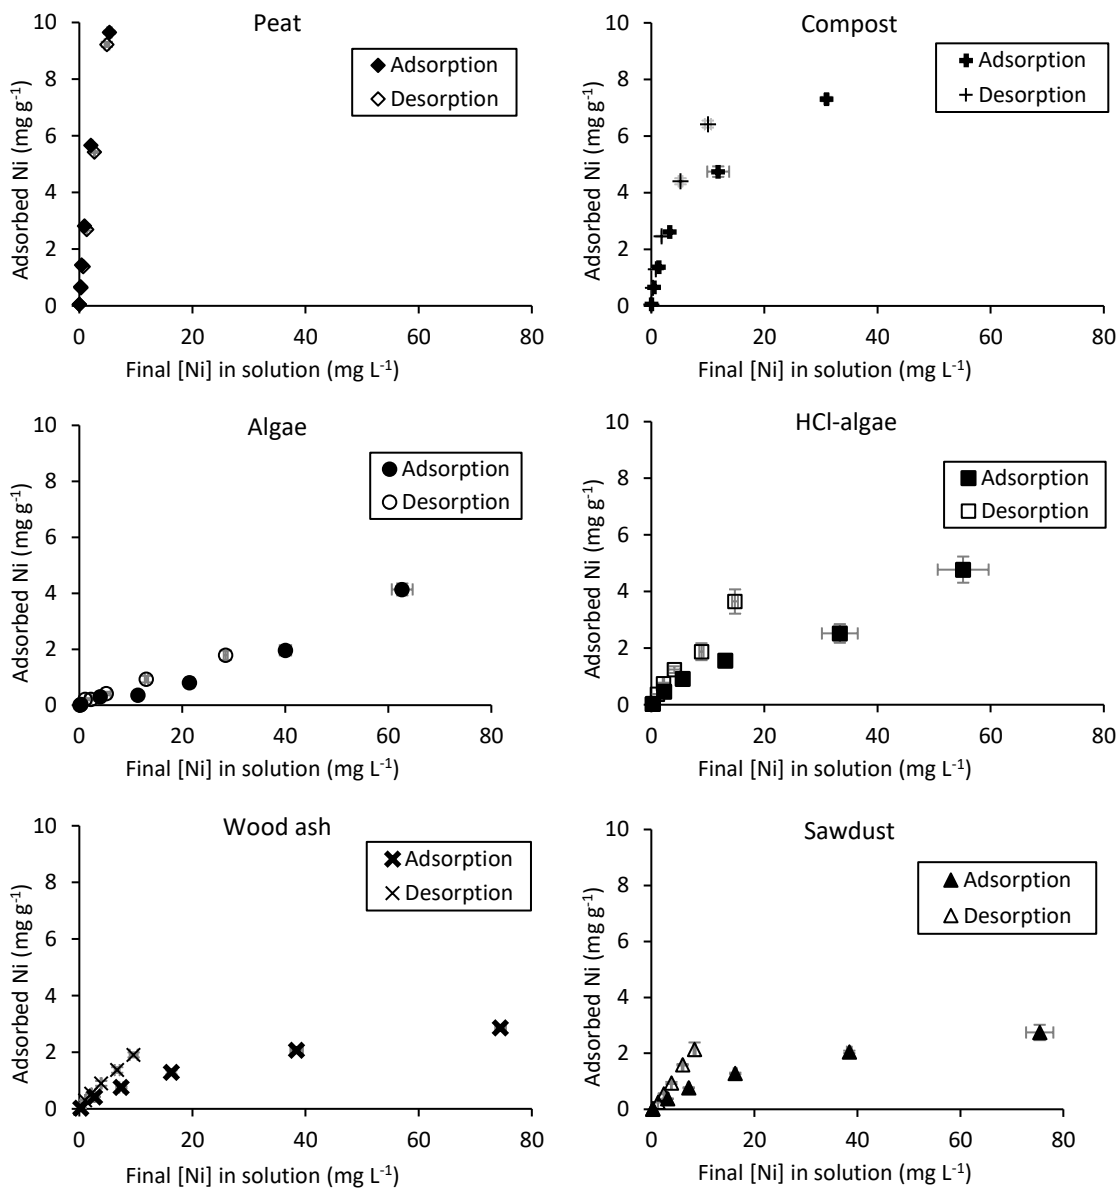 Peat
Adsorption
Desorption
Adsorbed Ni (mg g-1)
10
8
6
4
2
0
0 20 40 60 80
Final [Ni] in solution (mg L-1)
Compost
Adsorption
Desorption
Adsorbed Ni (mg g-1)
10
8
6
4
2
0
0 20 40 60 80
Final [Ni] in solution (mg L-1)
Algae
Adsorption
Desorption
Adsorbed Ni (mg g-1)
10
8
6
4
2
0
0 20 40 60 80
Final [Ni] in solution (mg L-1)
HCl-algae
Adsorption
Desorption
Adsorbed Ni (mg g-1)
10
8
6
4
2
0
0 20 40 60 80
Final [Ni] in solution (mg L-1)
Wood ash
Adsorption
Desorption
Adsorbed Ni (mg g-1)
10
8
6
4
2
0
0 20 40 60 80
Final [Ni] in solution (mg L-1)
Sawdust
Adsorption
Desorption
Adsorbed Ni (mg g-1)
10
8
6
4
2
0
0 20 40 60 80
Final [Ni] in solution (mg L-1)